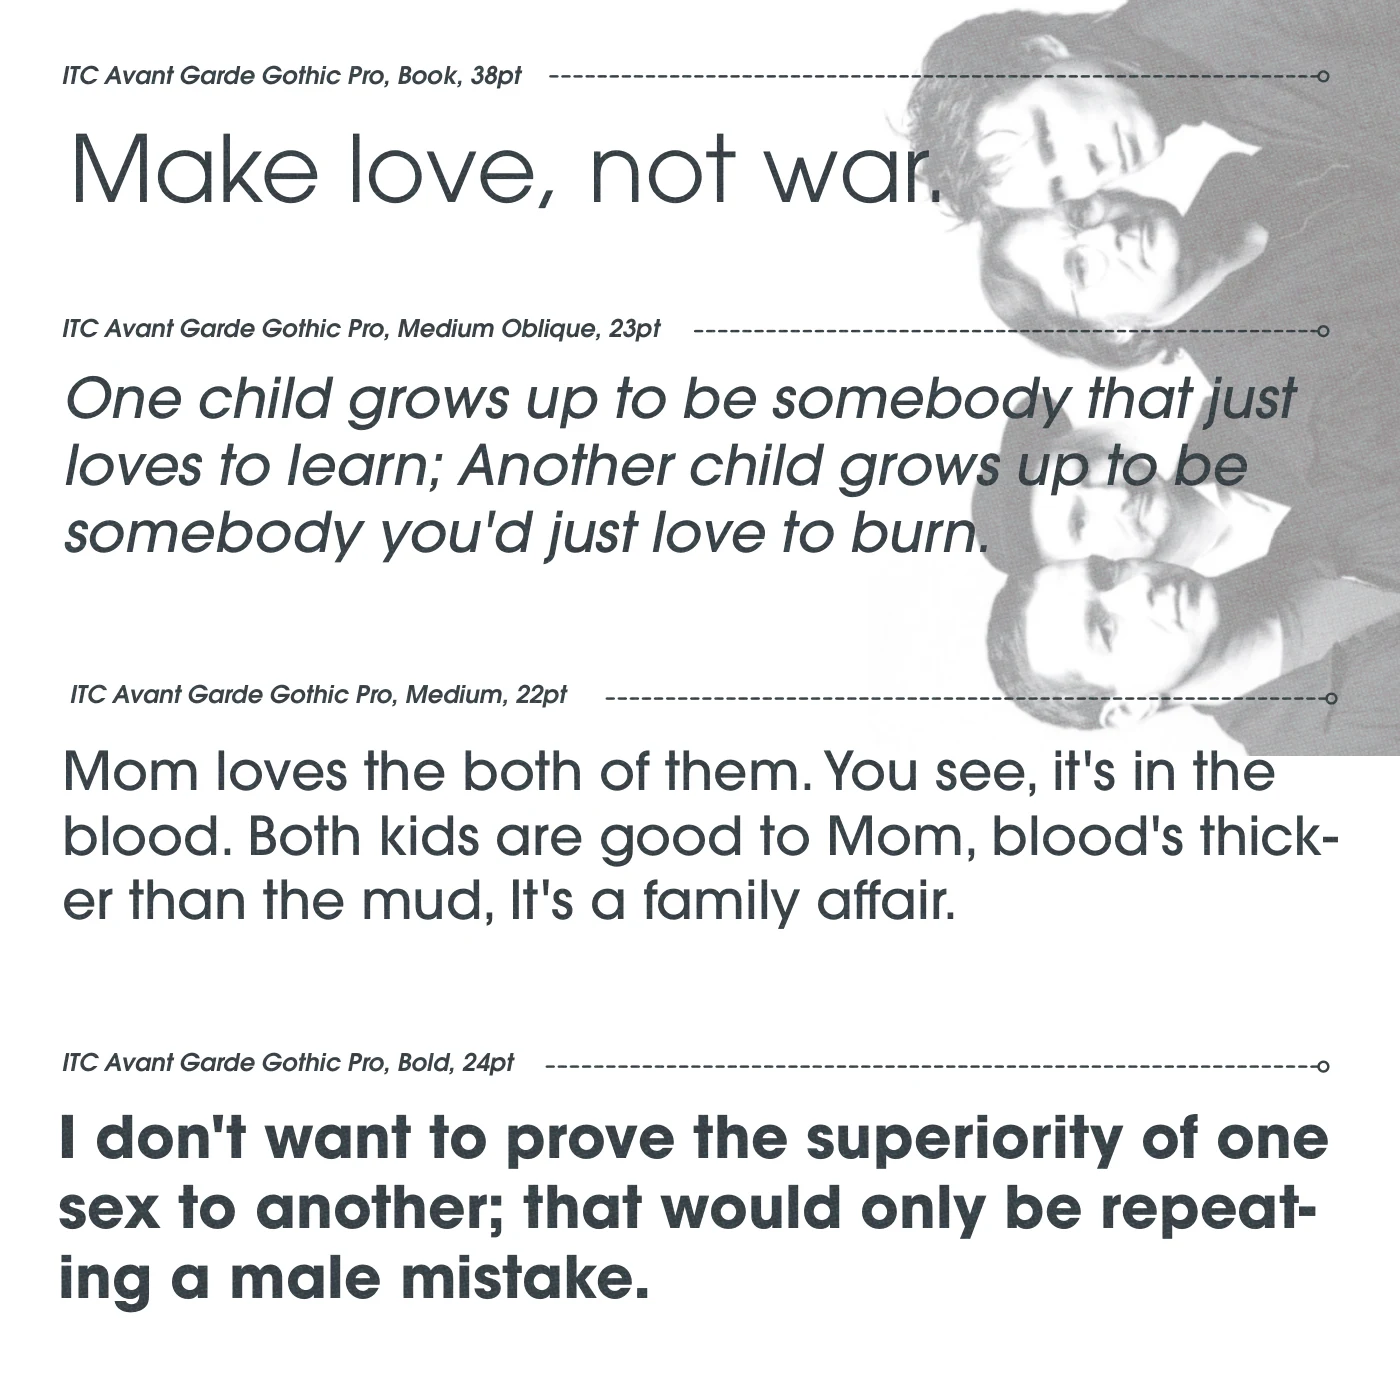 ITC Avant Garde Gothic Pro, Book, 38pt
Make love, not war.
ITC Avant Garde Gothic Pro, Medium Oblique, 23pt
One child grows up to be somebody that just
loves to learn; Another child grows up to be
somebody you'd just love to burn.
ITC Avant Garde Gothic Pro, Medium, 22pt
Mom loves the both of them. You see, it's in the
blood. Both kids are good to Mom, blood's thick-
er than the mud, It's a family affair.
ITC Avant Garde Gothic Pro, Bold, 24pt
I don't want to prove the superiority of one
sex to another; that would only be repeat-
ing a male mistake.